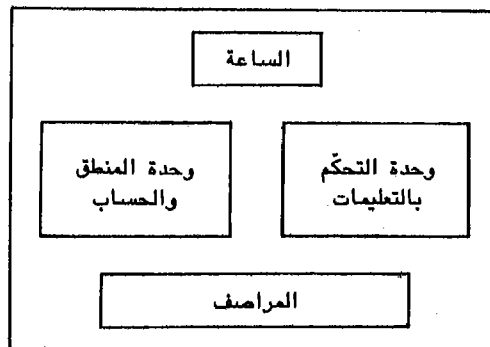 الساعة
وحدة التحكّم
بالتعليمات
وحدة المنطق
والحساب
المراصف